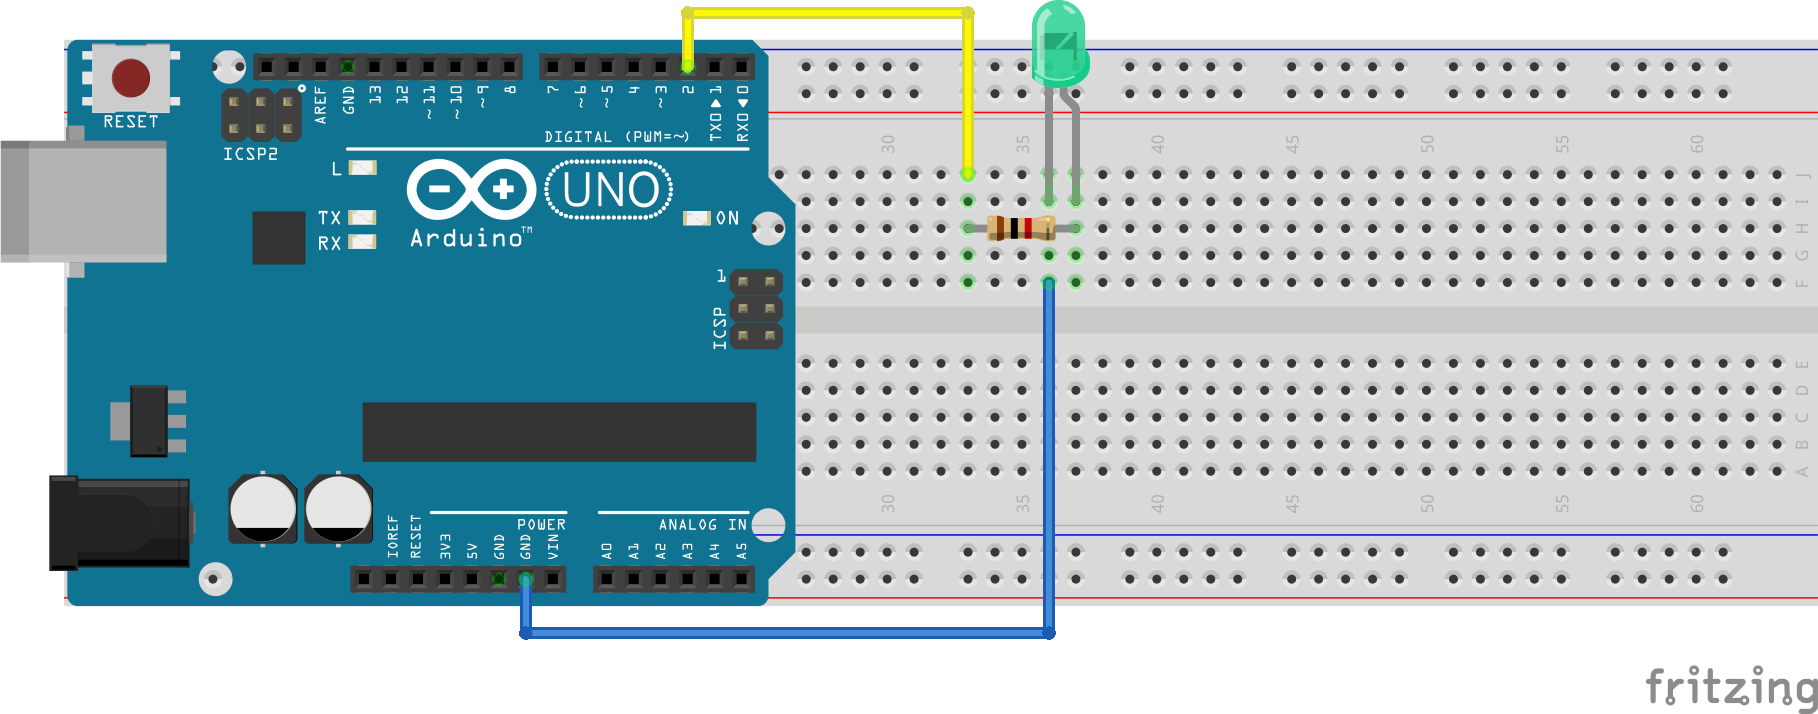 RESET
ICSP2
AREF
GND
13
12
~11
~10
~9
8
7
~6
~5
4
~3
2
TX0▶1
RX0◀0
DIGITAL (PWM=~)
L
TX
RX
Arduino™
UNO
ON
1
ICSP
IOREF
RESET
3V3
5V
GND
GND
VIN
POWER
A0
A1
A2
A3
A4
A5
ANALOG IN
30
35
40
45
50
55
60
J
I
H
G
F
E
D
C
B
A
30
35
40
45
50
55
60
fritzing